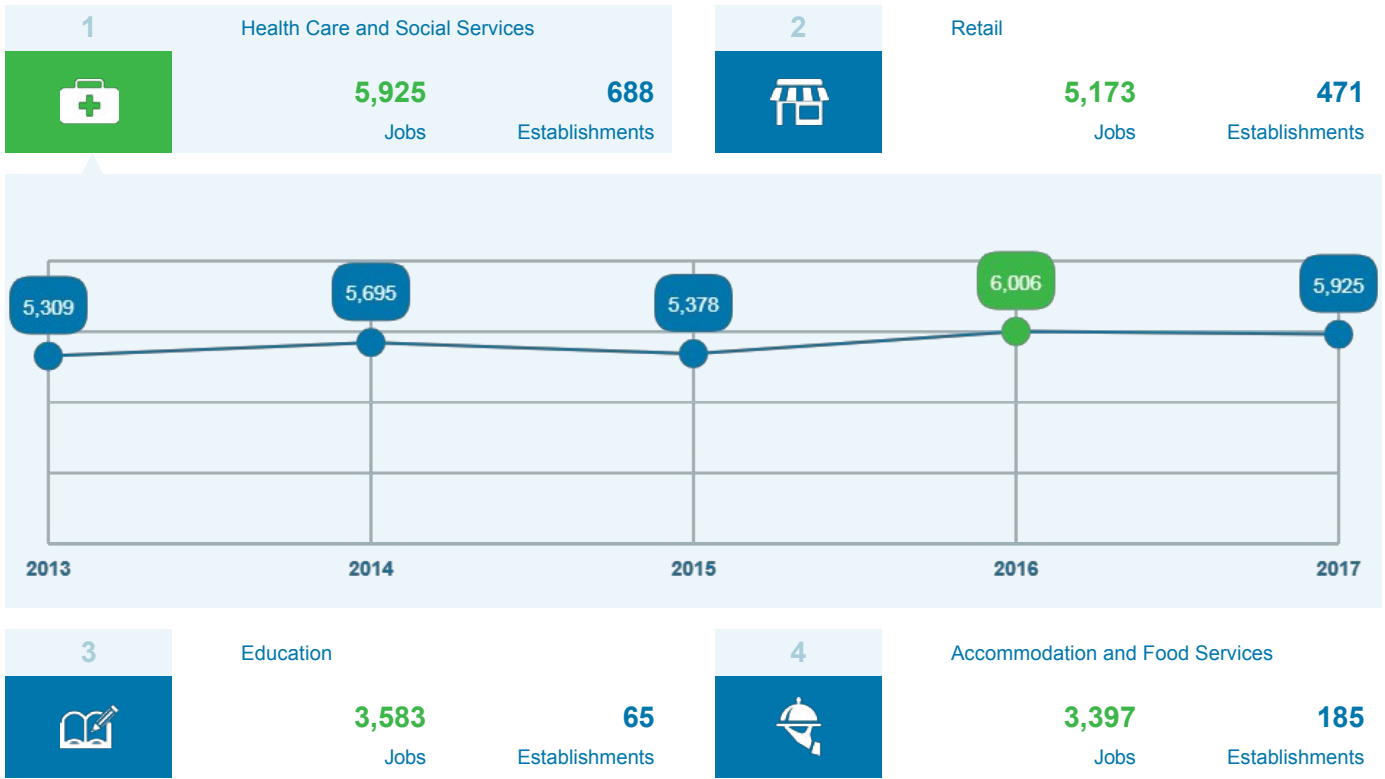 1
Health Care and Social Services
5,925
688
Jobs
Establishments
2
Retail
5,173
471
Jobs
Establishments
5,309
5,695
5,378
6,006
5,925
2013
2014
2015
2016
2017
3
Education
3,583
65
Jobs
Establishments
4
Accommodation and Food Services
3,397
185
Jobs
Establishments